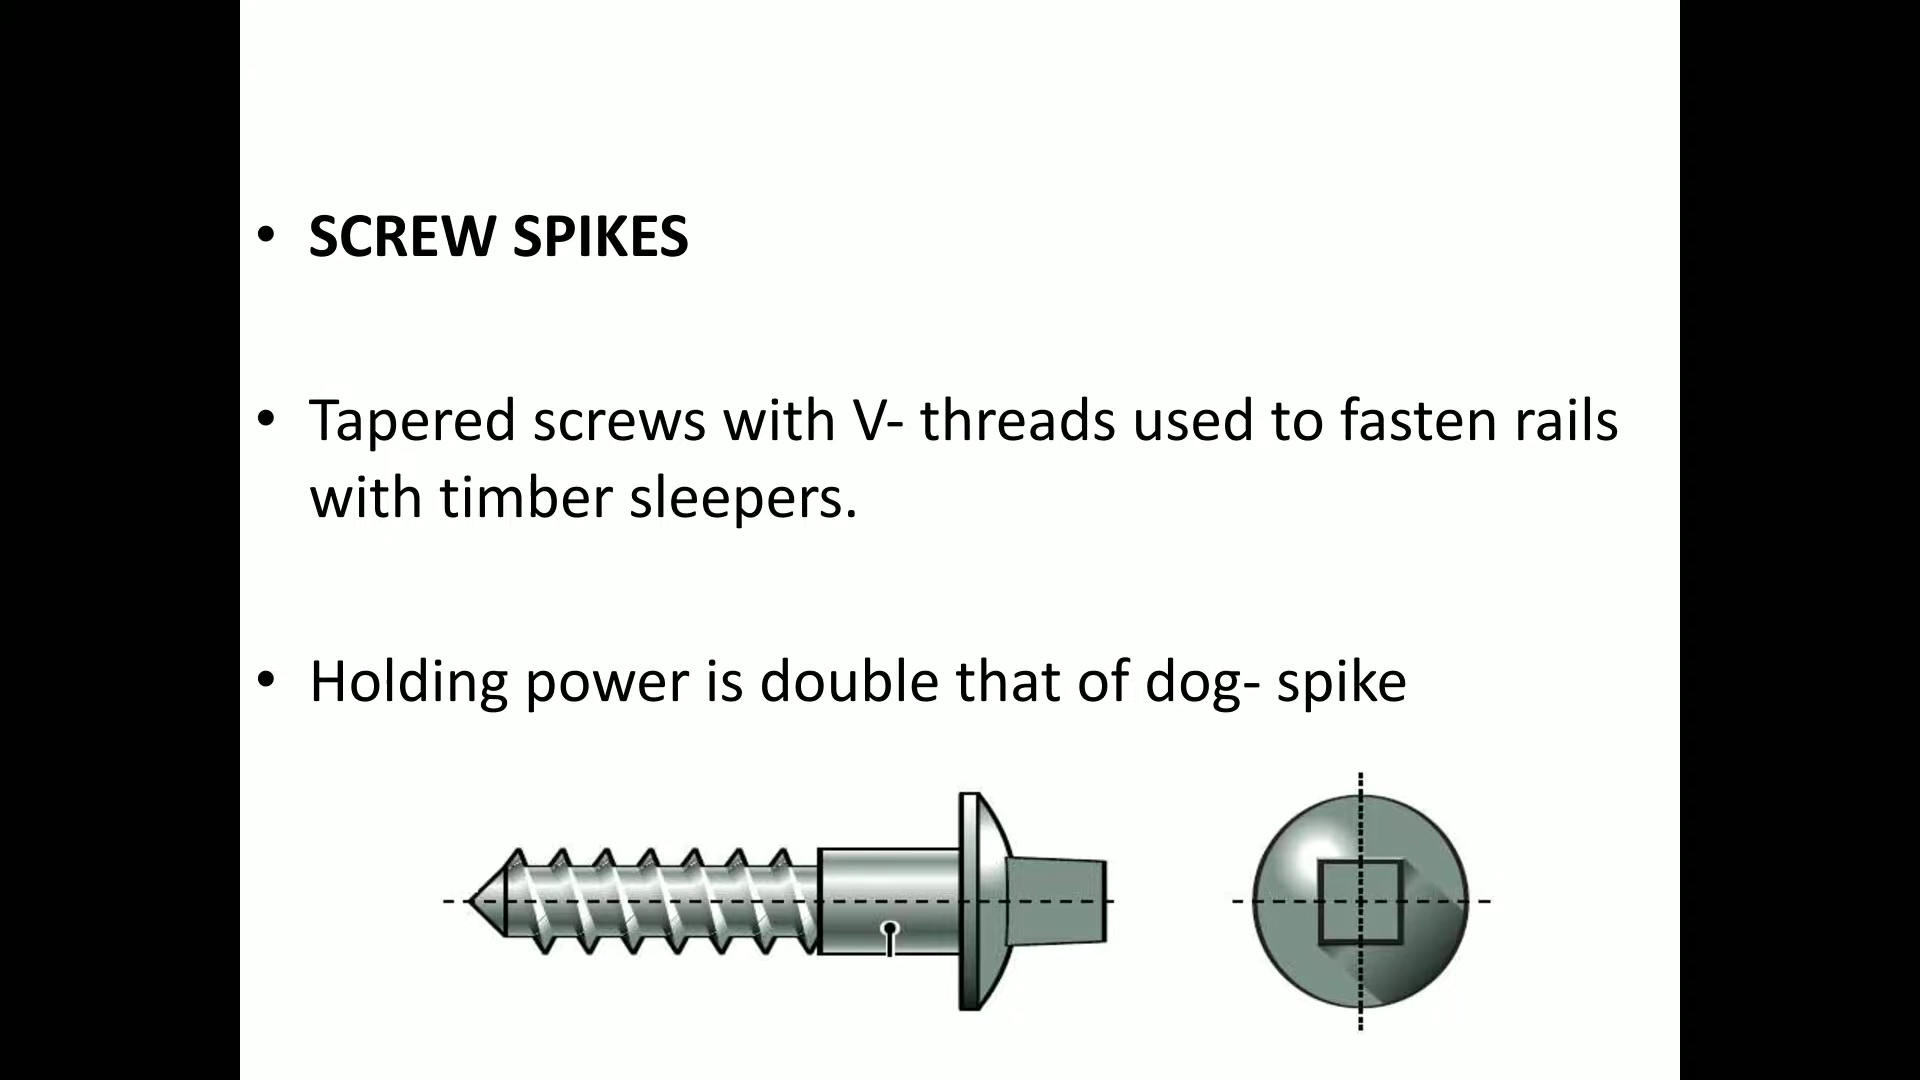 • SCREW SPIKES
• Tapered screws with V- threads used to fasten rails
with timber sleepers.
• Holding power is double that of dog- spike